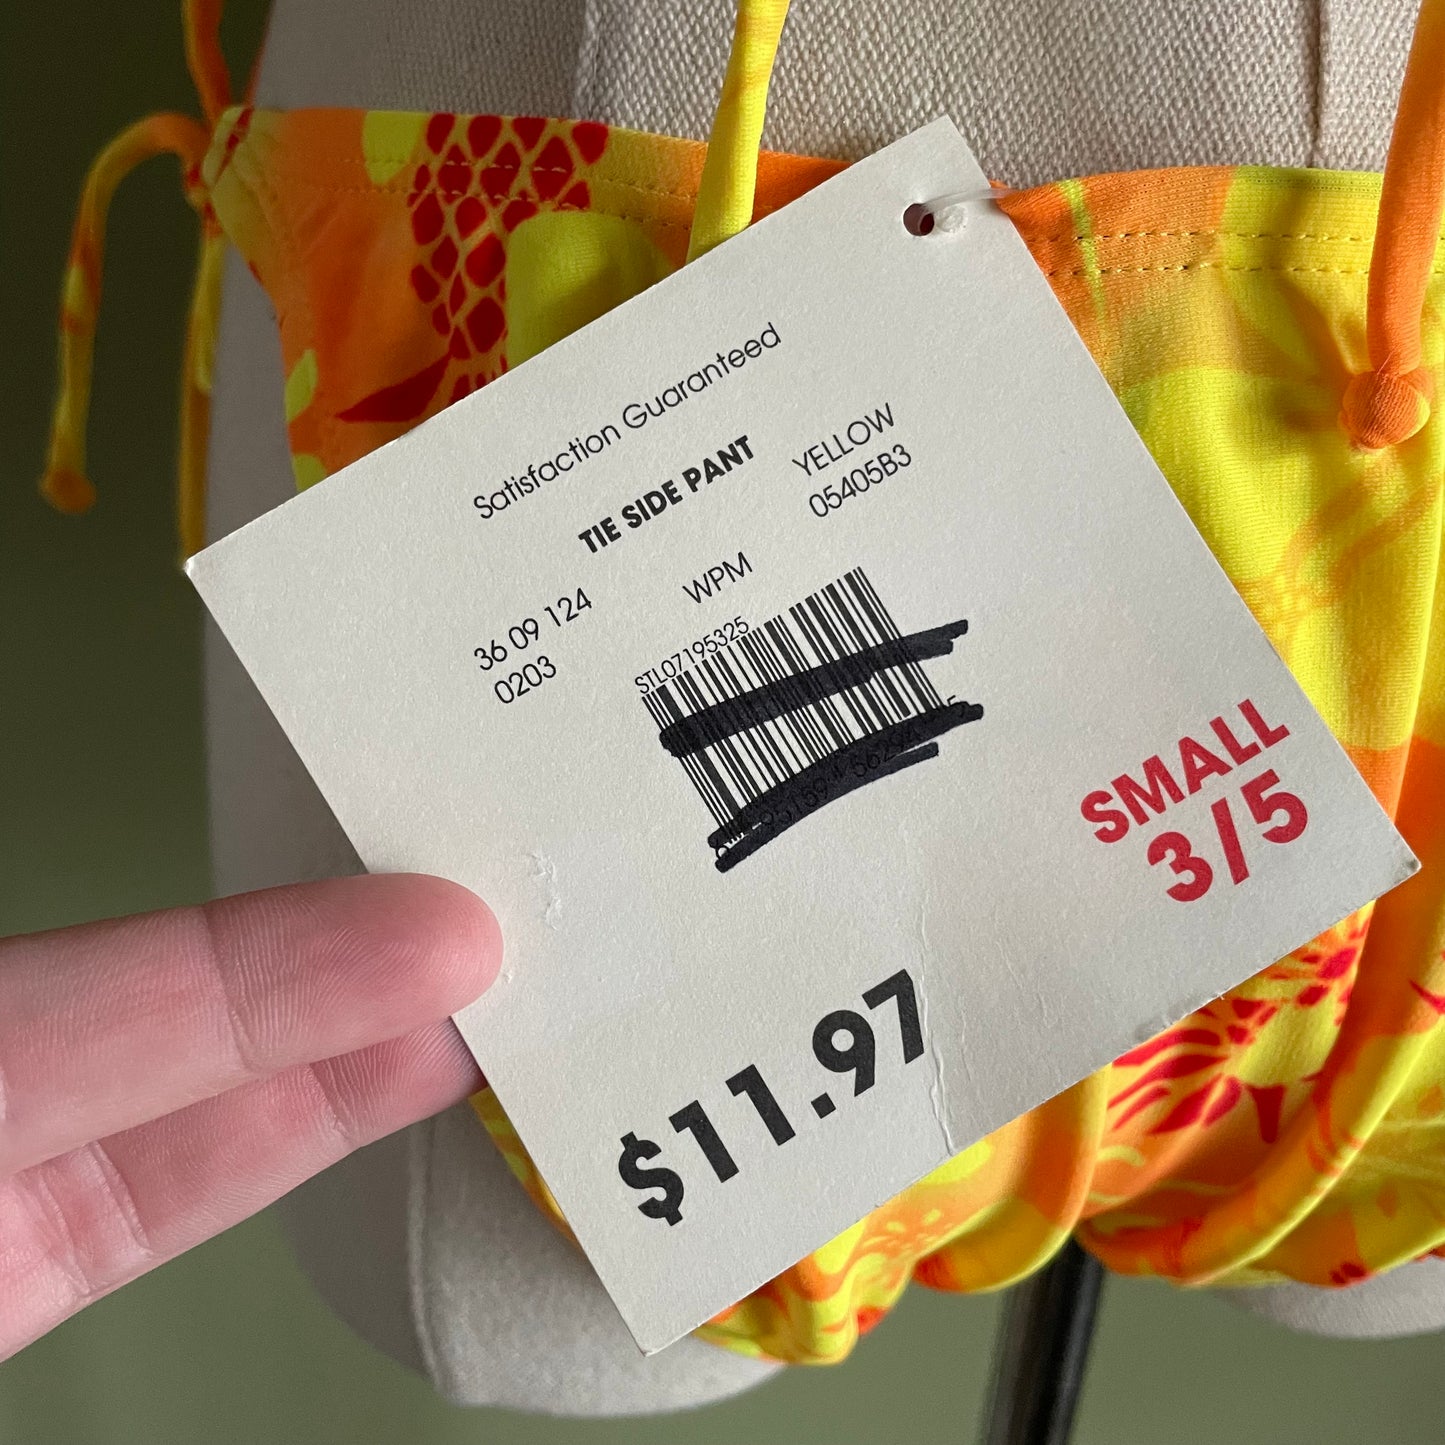 Satisfaction Guaranteed
TIE SIDE PANT
YELLOW
05405B3
36 09 124
0203
WPM
STL07195325
SMALL
3/5
$11.97